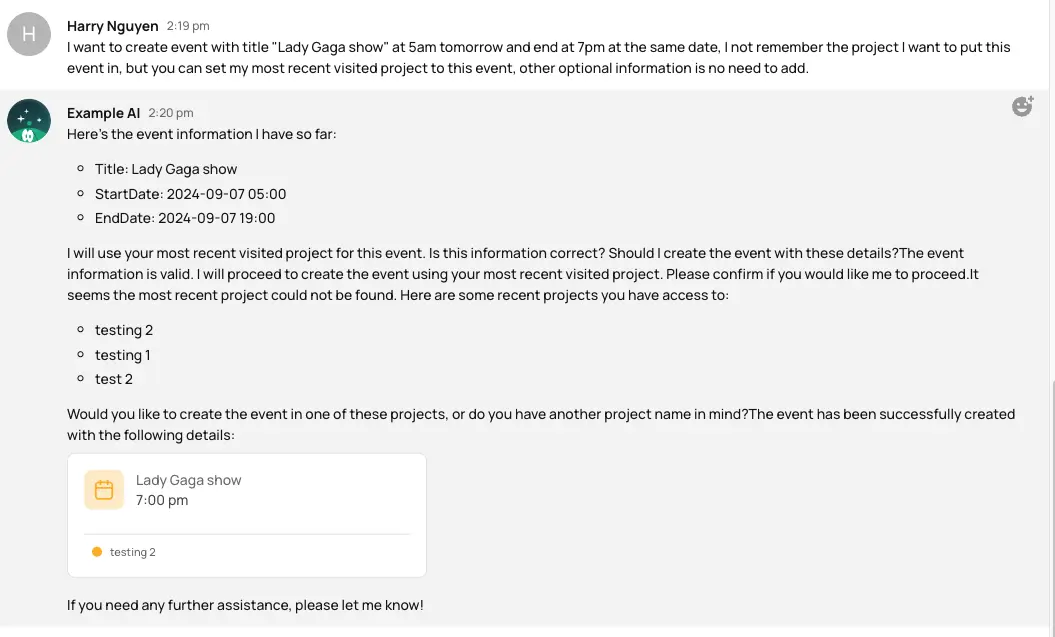 H
Harry Nguyen 2:19 pm
I want to create event with title "Lady Gaga show" at 5am tomorrow and end at 7pm at the same date, I not remember the project I want to put this
event in, but you can set my most recent visited project to this event, other optional information is no need to add.
Example AI 2:20 pm
Here's the event information I have so far:
Title: Lady Gaga show
StartDate: 2024-09-07 05:00
EndDate: 2024-09-07 19:00
I will use your most recent visited project for this event. Is this information correct? Should I create the event with these details?The event
information is valid. I will proceed to create the event using your most recent visited project. Please confirm if you would like me to proceed.It
seems the most recent project could not be found. Here are some recent projects you have access to:
testing 2
testing 1
test 2
Would you like to create the event in one of these projects, or do you have another project name in mind?The event has been successfully created
with the following details:
Lady Gaga show
7:00 pm
testing 2
If you need any further assistance, please let me know!